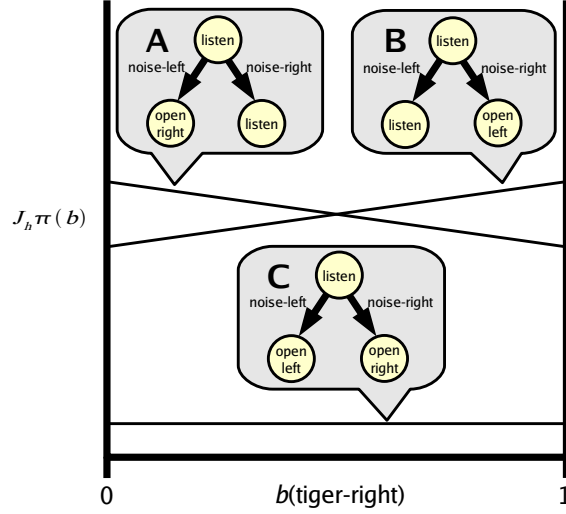 A
listen
noise-left
noise-right
open
right
listen
B
listen
noise-left
noise-right
listen
open
left
J_h π(b)
C
listen
noise-left
noise-right
open
left
open
right
0
b(tiger-right)
1